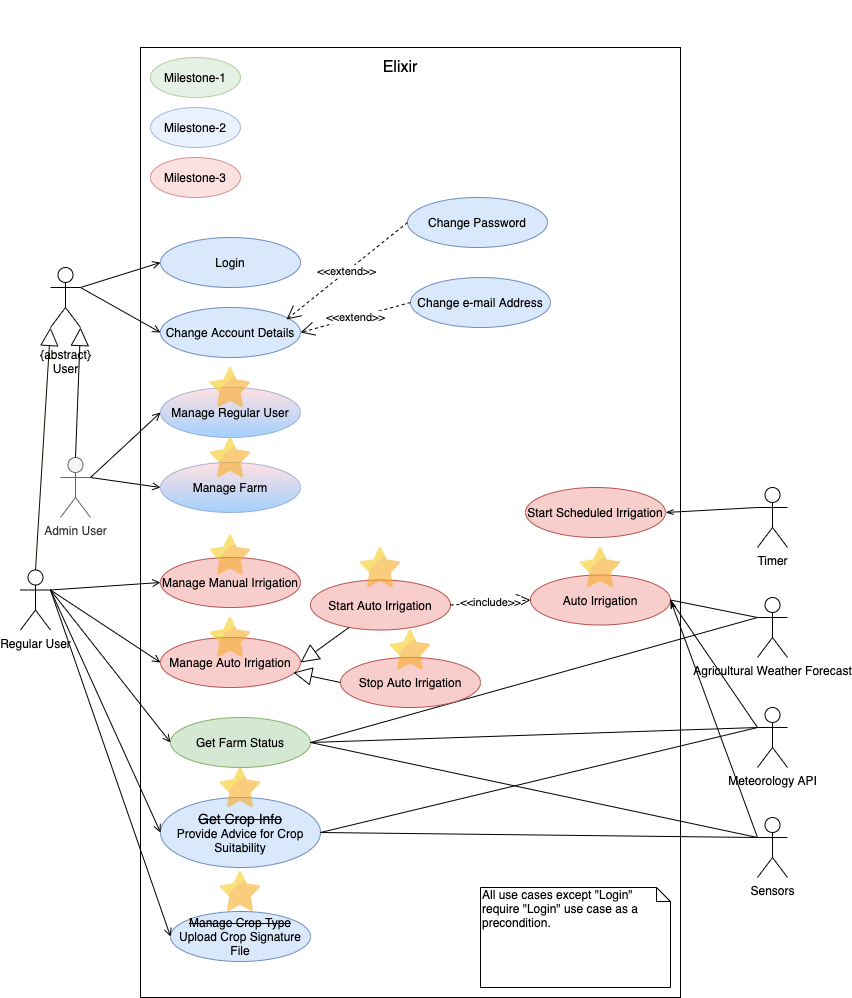 Elixir
Milestone-1
Milestone-2
Milestone-3
Change Password
Login
<<extend>>
Change e-mail Address
<<extend>>
Change Account Details
{abstract}
User
Manage Regular User
Manage Farm
Admin User
Start Scheduled Irrigation
Timer
Manage Manual Irrigation
Start Auto Irrigation
<<include>>
Auto Irrigation
Regular User
Manage Auto Irrigation
Stop Auto Irrigation
Agricultural Weather Forecast
Get Farm Status
Meteorology API
Get Crop Info
Provide Advice for Crop
Suitability
Sensors
All use cases except "Login"
require "Login" use case as a
precondition.
Manage Crop Type
Upload Crop Signature
File